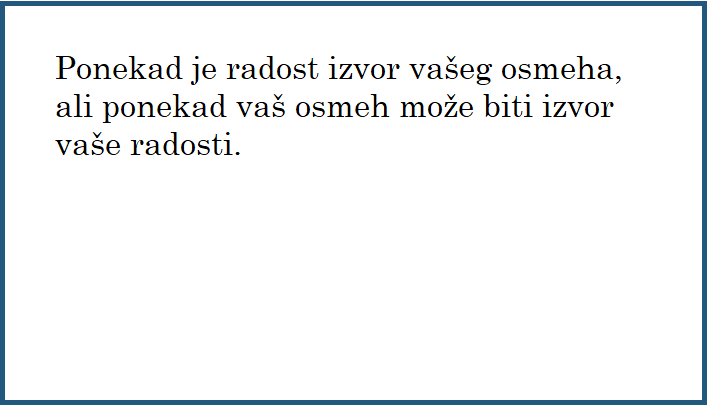 Ponekad je radost izvor vašeg osmeha,
ali ponekad vaš osmeh može biti izvor
vaše radosti.